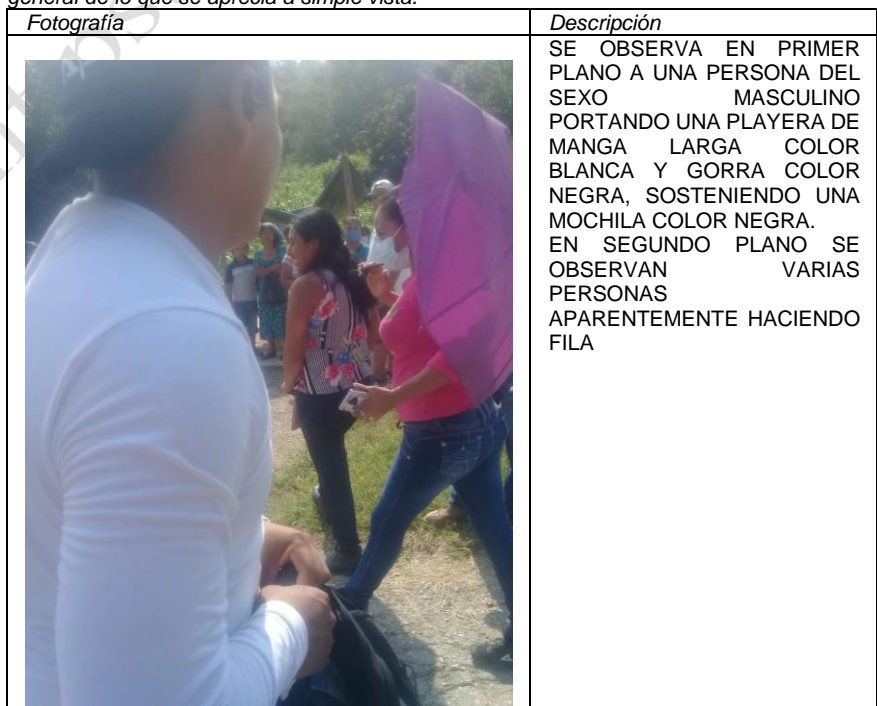 general de lo que se aprecia a simple vista.
Fotografía Descripción
SE OBSERVA EN PRIMER
PLANO A UNA PERSONA DEL
SEXO MASCULINO
PORTANDO UNA PLAYERA DE
MANGA LARGA COLOR
BLANCA Y GORRA COLOR
NEGRA, SOSTENIENDO UNA
MOCHILA COLOR NEGRA.
EN SEGUNDO PLANO SE
OBSERVAN VARIAS
PERSONAS
APARENTEMENTE HACIENDO
FILA